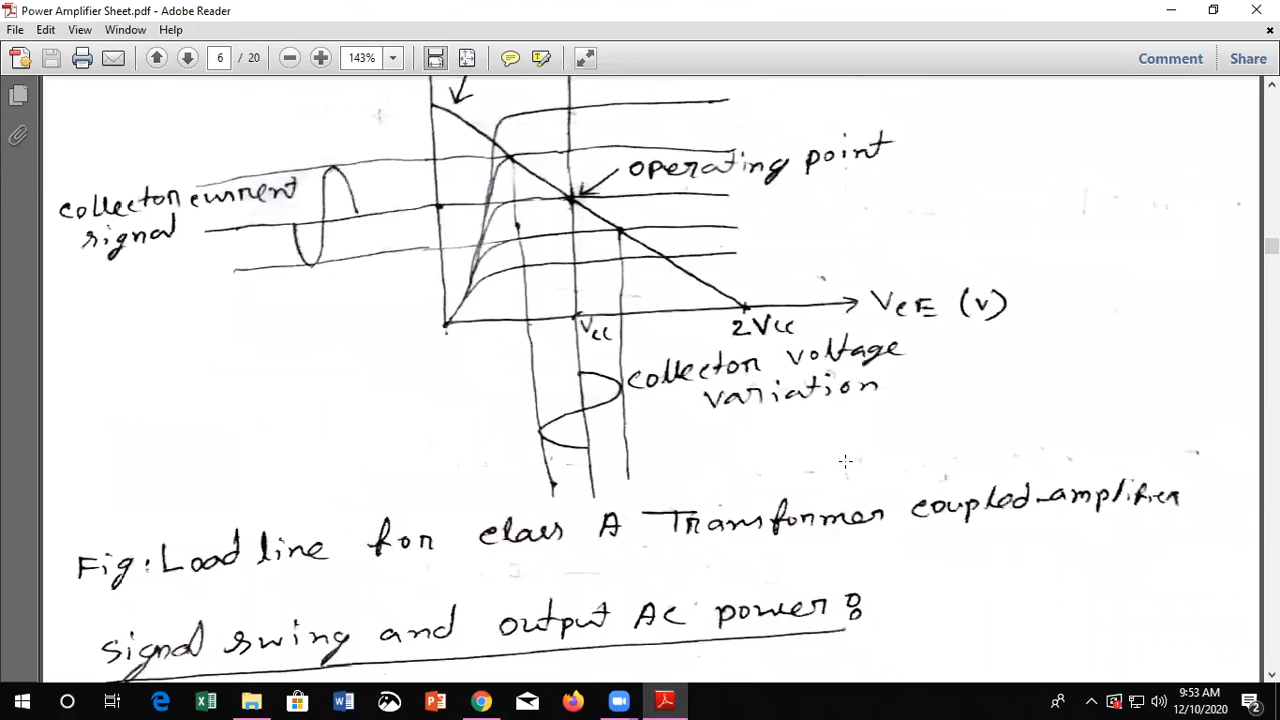 Power Amplifier Sheet.pdf - Adobe Reader
File Edit View Window Help
6 / 20 143% Comment Share
operating point
collector current
signal
VCE (V)
VCC
2VCC
collector voltage
variation
Fig: Load line for class A Transformer coupled amplifier
signal swing and output AC power:
9:53 AM
12/10/2020
2